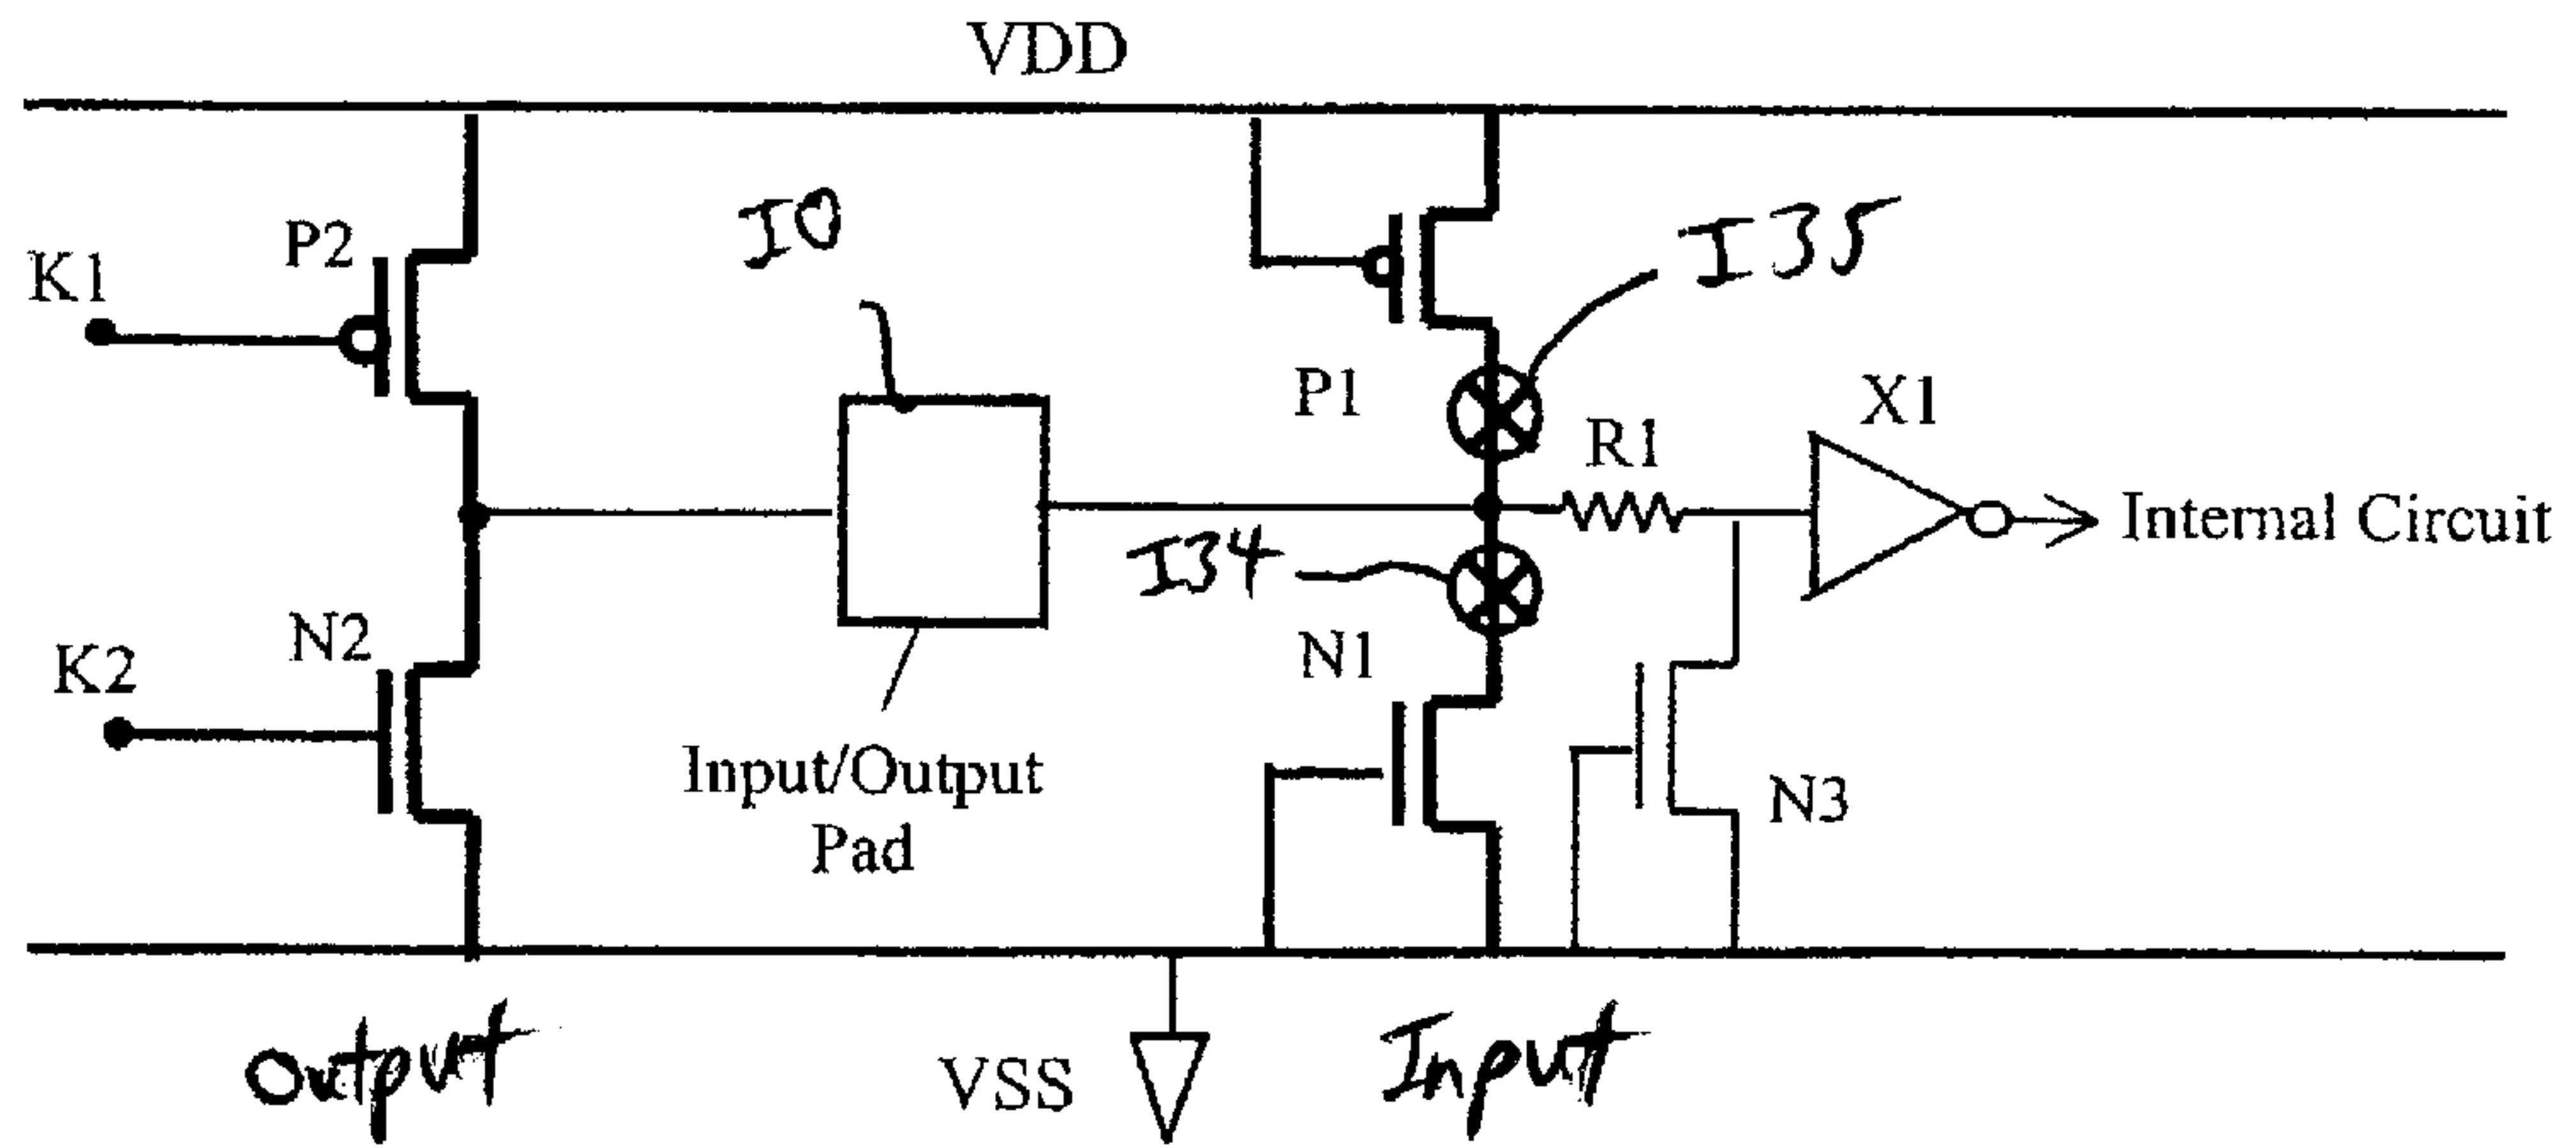 VDD
P2
K1
I0
I35
P1
X1
R1
Internal Circuit
I34
N2
N1
K2
Input/Output
Pad
N3
Output
VSS
Input